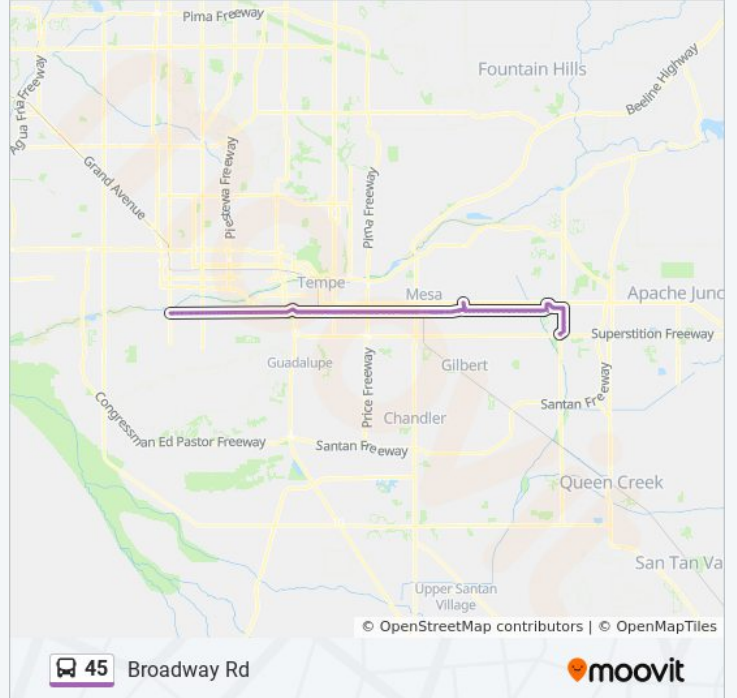 Pima Freeway
Fountain Hills
Beeline Highway
Agua Fria Freeway
Grand Avenue
Piestewa Freeway
Pima Freeway
Tempe
Mesa
Apache Junc
Superstition Freeway
Guadalupe
Price Freeway
Gilbert
Santan Freeway
Chandler
Congressman Ed Pastor Freeway
Santan Freeway
Queen Creek
San Tan Va
Upper Santan
Village
© OpenStreetMap contributors | © OpenMapTiles
45 Broadway Rd
moovit